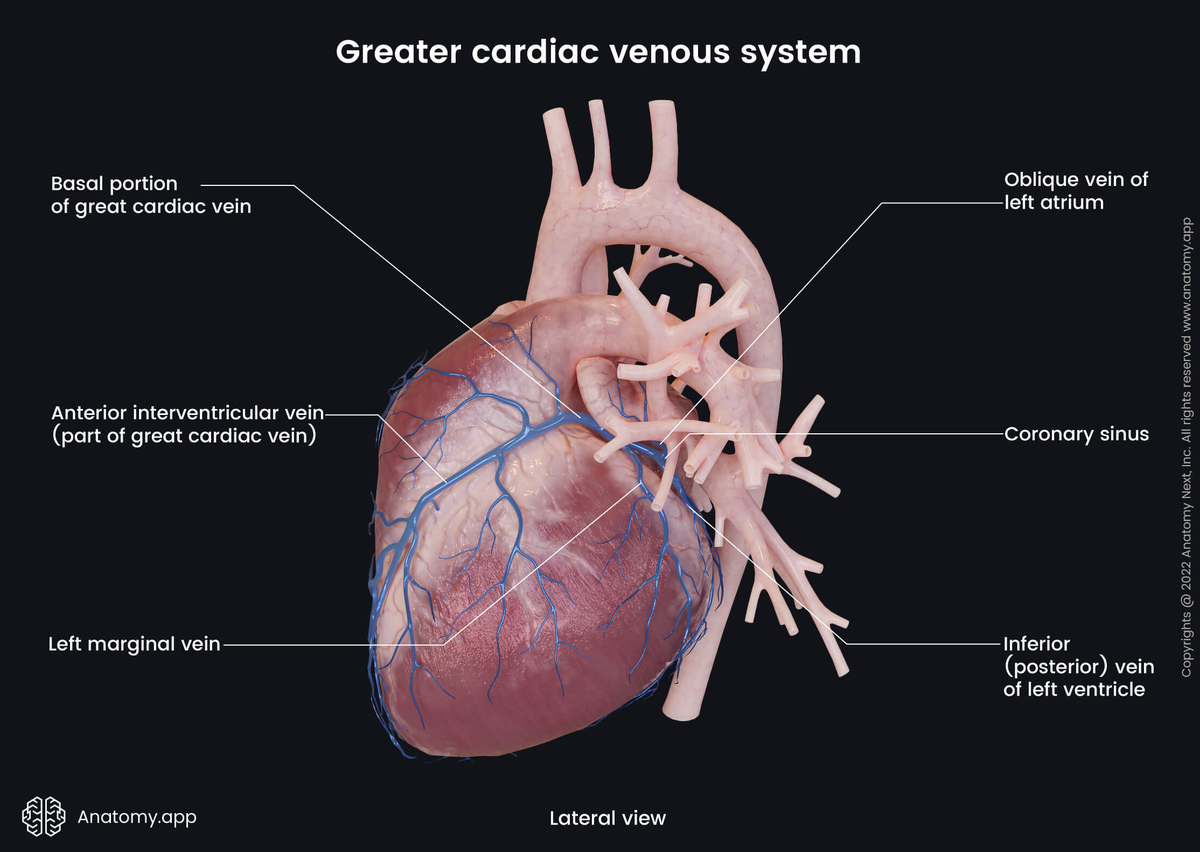 Greater cardiac venous system
Basal portion
of great cardiac vein
Oblique vein of
left atrium
Anterior interventricular vein
(part of great cardiac vein)
Coronary sinus
Left marginal vein
Inferior
(posterior) vein
of left ventricle
Copyrights @ 2022 Anatomy Next, Inc. All rights reserved www.anatomy.app
Anatomy.app
Lateral view